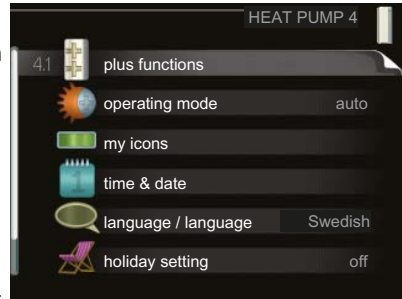 HEAT PUMP 4
4.1 plus functions
operating mode auto
my icons
time & date
1
language / language Swedish
holiday setting off